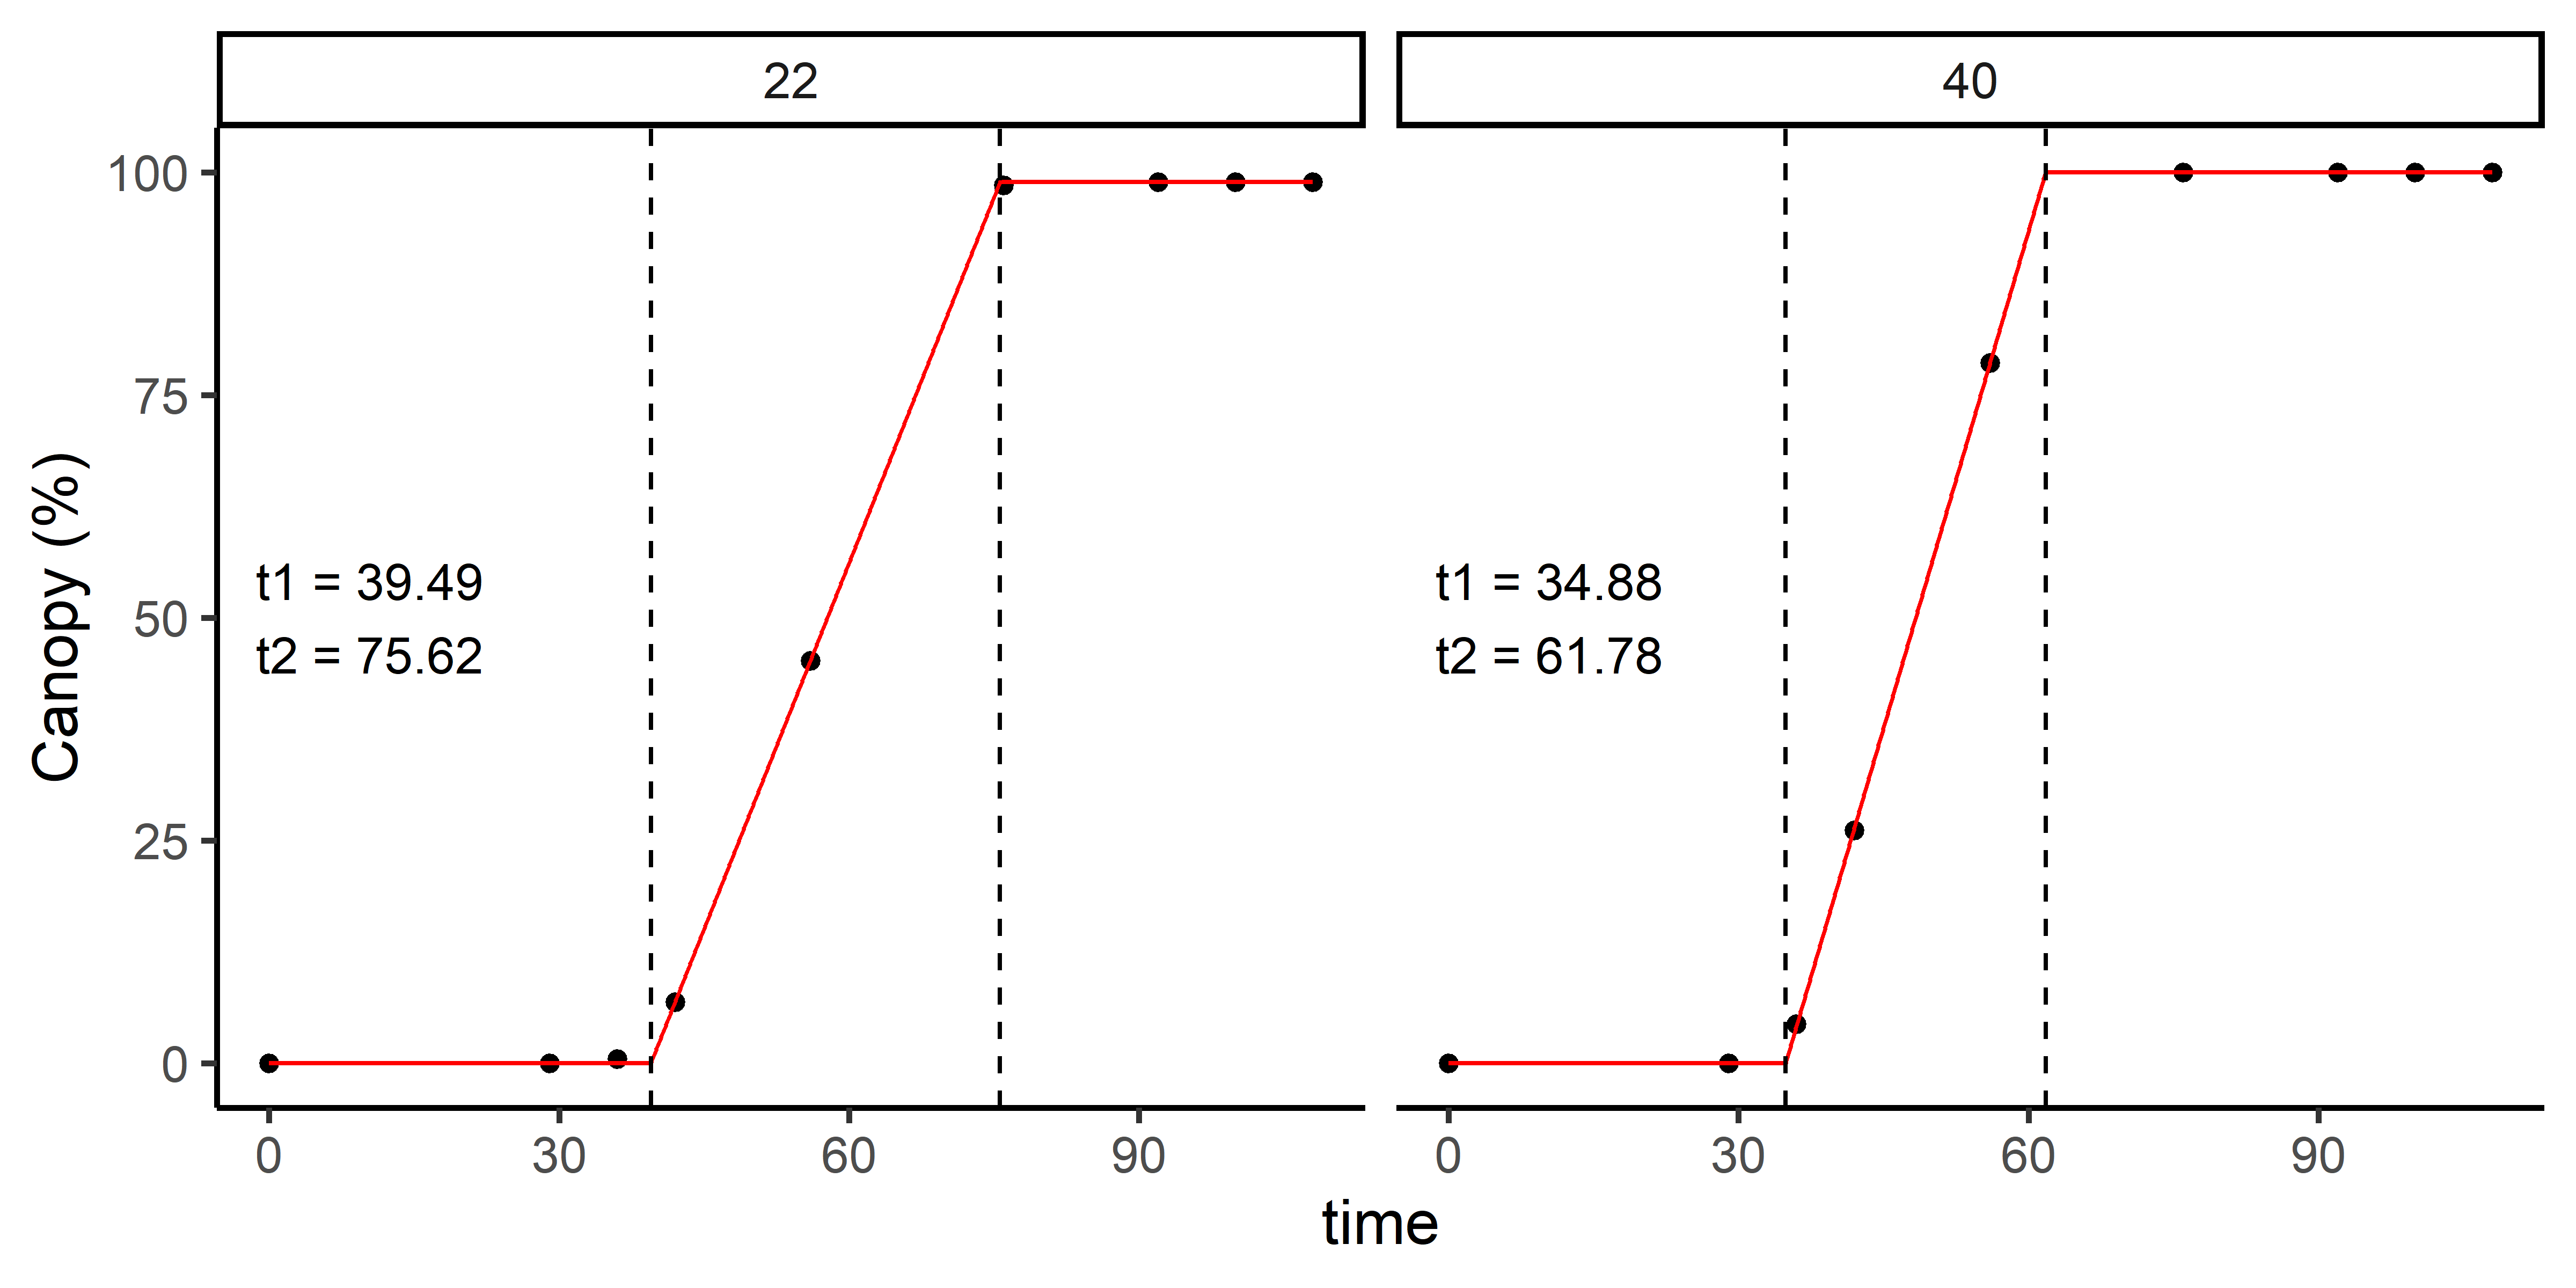 22
40
Canopy (%)
100
75
50
25
0
t1 = 39.49
t2 = 75.62
t1 = 34.88
t2 = 61.78
0 30 60 90
0 30 60 90
time